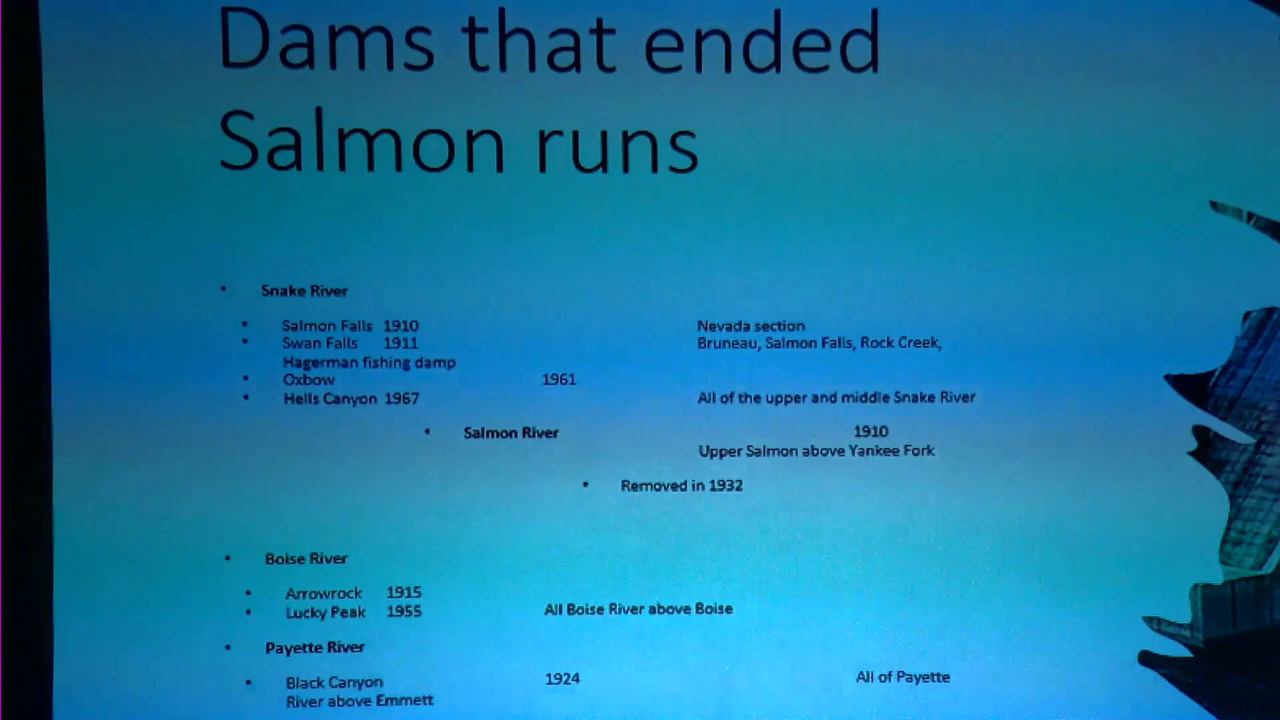 Dams that ended
Salmon runs
• Snake River
• Salmon Falls 1910 Nevada section
• Swan Falls 1911 Bruneau, Salmon Falls, Rock Creek,
Hagerman fishing damp
• Oxbow 1961
• Hells Canyon 1967 All of the upper and middle Snake River
• Salmon River 1910
Upper Salmon above Yankee Fork
• Removed in 1932
• Boise River
• Arrowrock 1915
• Lucky Peak 1955 All Boise River above Boise
• Payette River
• Black Canyon 1924 All of Payette
River above Emmett